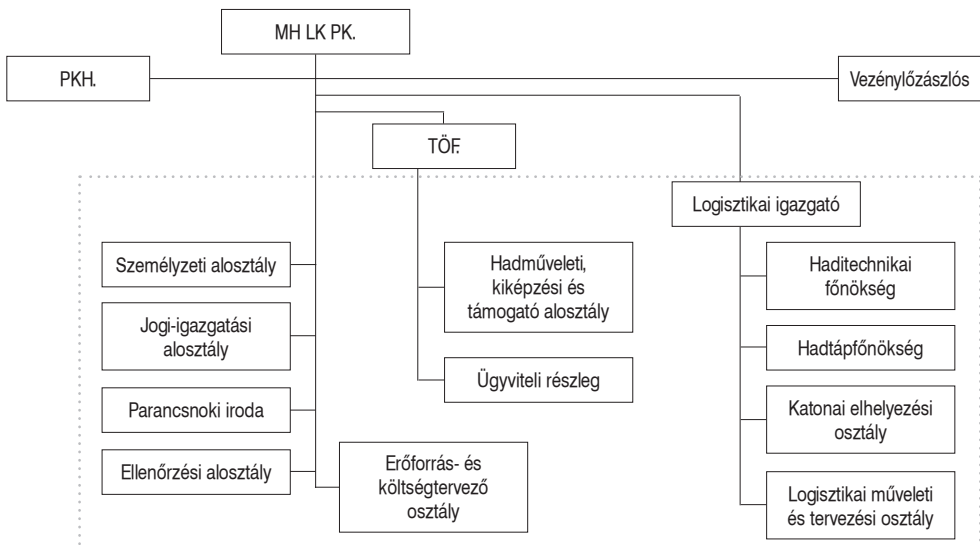 MH LK PK.
PKH.
Vezénylőzászlós
TÖF.
Logisztikai igazgató
Személyzeti alosztály
Jogi-igazgatási
alosztály
Parancsnoki iroda
Ellenőrzési alosztály
Erőforrás- és
költségtervező
osztály
Hadműveleti,
kiképzési és
támogató alosztály
Ügyviteli részleg
Haditechnikai
főnökség
Hadtápfőnökség
Katonai elhelyezési
osztály
Logisztikai műveleti
és tervezési osztály